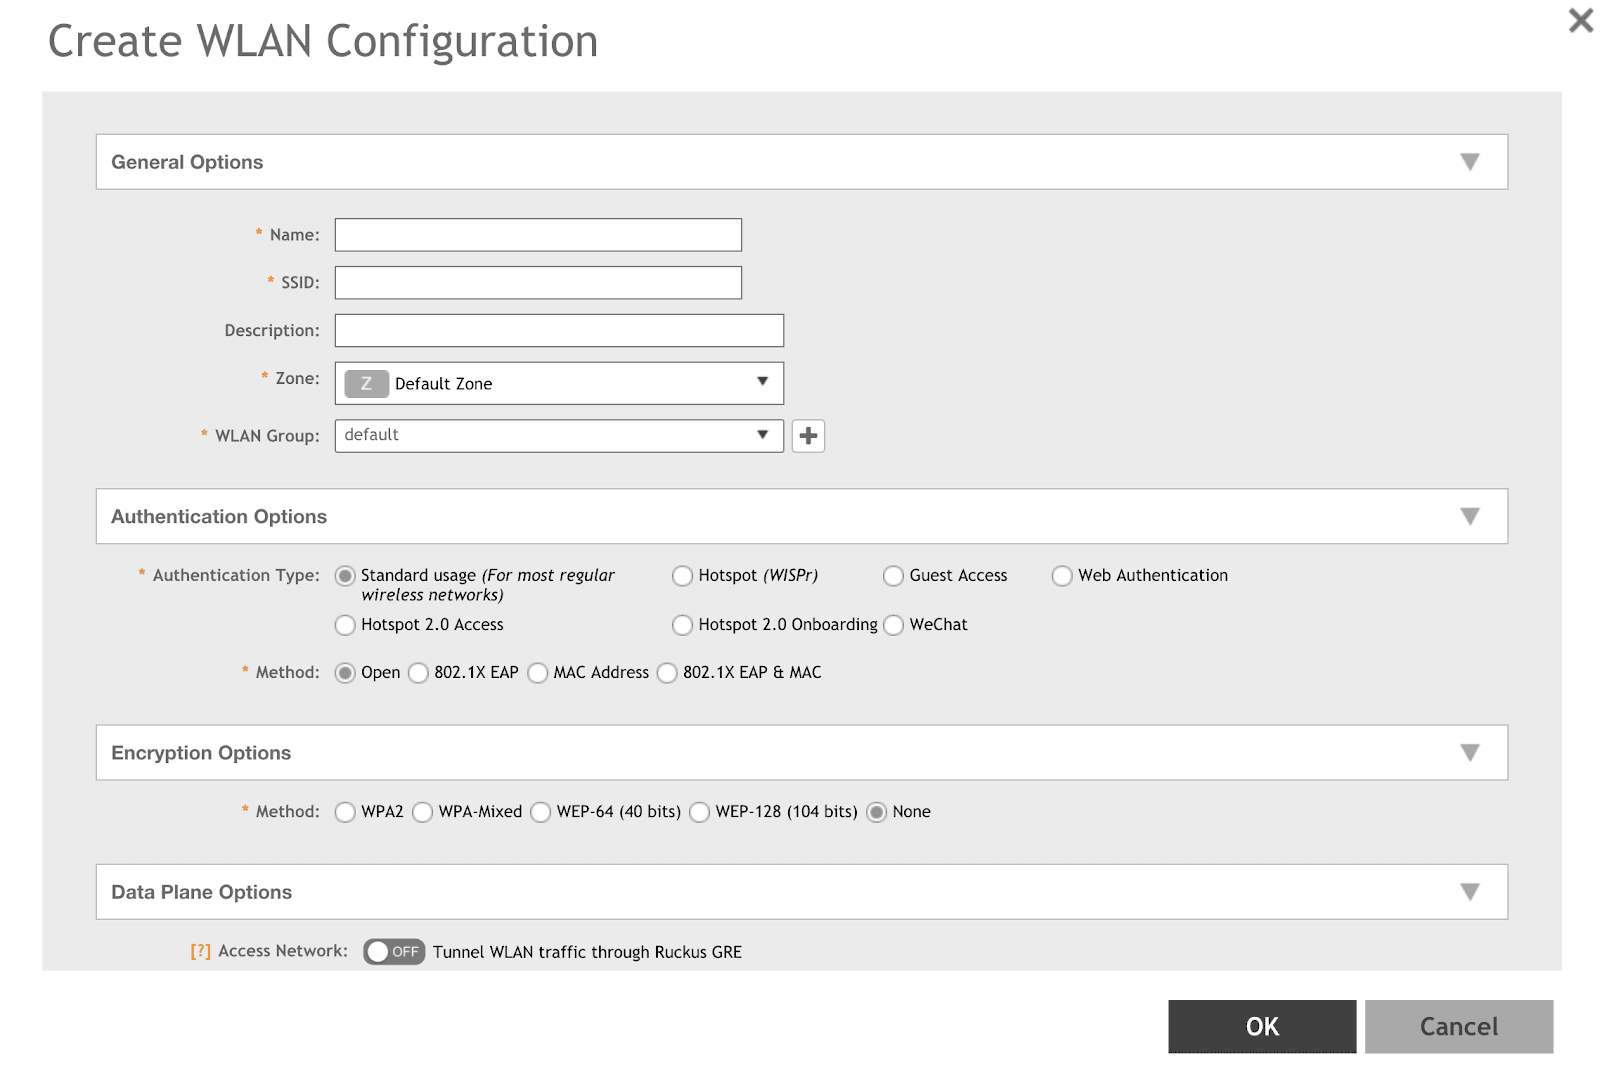 Create WLAN Configuration
General Options
* Name:
* SSID:
Description:
* Zone: Z Default Zone
* WLAN Group: default
Authentication Options
* Authentication Type: Standard usage (For most regular wireless networks) Hotspot (WISPr) Guest Access Web Authentication
Hotspot 2.0 Access Hotspot 2.0 Onboarding WeChat
* Method: Open 802.1X EAP MAC Address 802.1X EAP & MAC
Encryption Options
* Method: WPA2 WPA-Mixed WEP-64 (40 bits) WEP-128 (104 bits) None
Data Plane Options
[?] Access Network: OFF Tunnel WLAN traffic through Ruckus GRE
OK Cancel